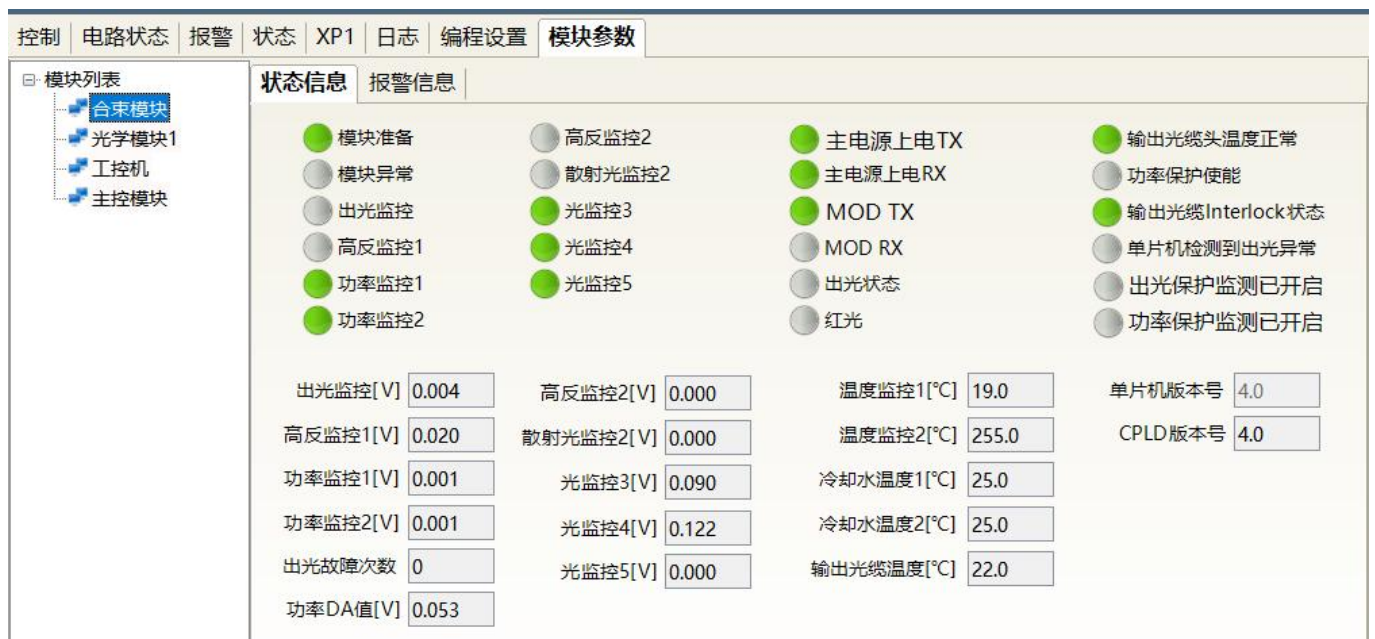 控制 电路状态 报警 状态 XP1 日志 编程设置 模块参数
模块列表
合束模块
光学模块1
工控机
主控模块
状态信息 报警信息
模块准备 高反监控2 主电源上电TX 输出光缆头温度正常
模块异常 散射光监控2 主电源上电RX 功率保护使能
出光监控 光监控3 MOD TX 输出光缆Interlock状态
高反监控1 光监控4 MOD RX 单片机检测到出光异常
功率监控1 光监控5 出光状态 出光保护监测已开启
功率监控2 红光 功率保护监测已开启
出光监控[V] 0.004 高反监控2[V] 0.000 温度监控1[℃] 19.0 单片机版本号 4.0
高反监控1[V] 0.020 散射光监控2[V] 0.000 温度监控2[℃] 255.0 CPLD版本号 4.0
功率监控1[V] 0.001 光监控3[V] 0.090 冷却水温度1[℃] 25.0
功率监控2[V] 0.001 光监控4[V] 0.122 冷却水温度2[℃] 25.0
出光故障次数 0 光监控5[V] 0.000 输出光缆温度[℃] 22.0
功率DA值[V] 0.053